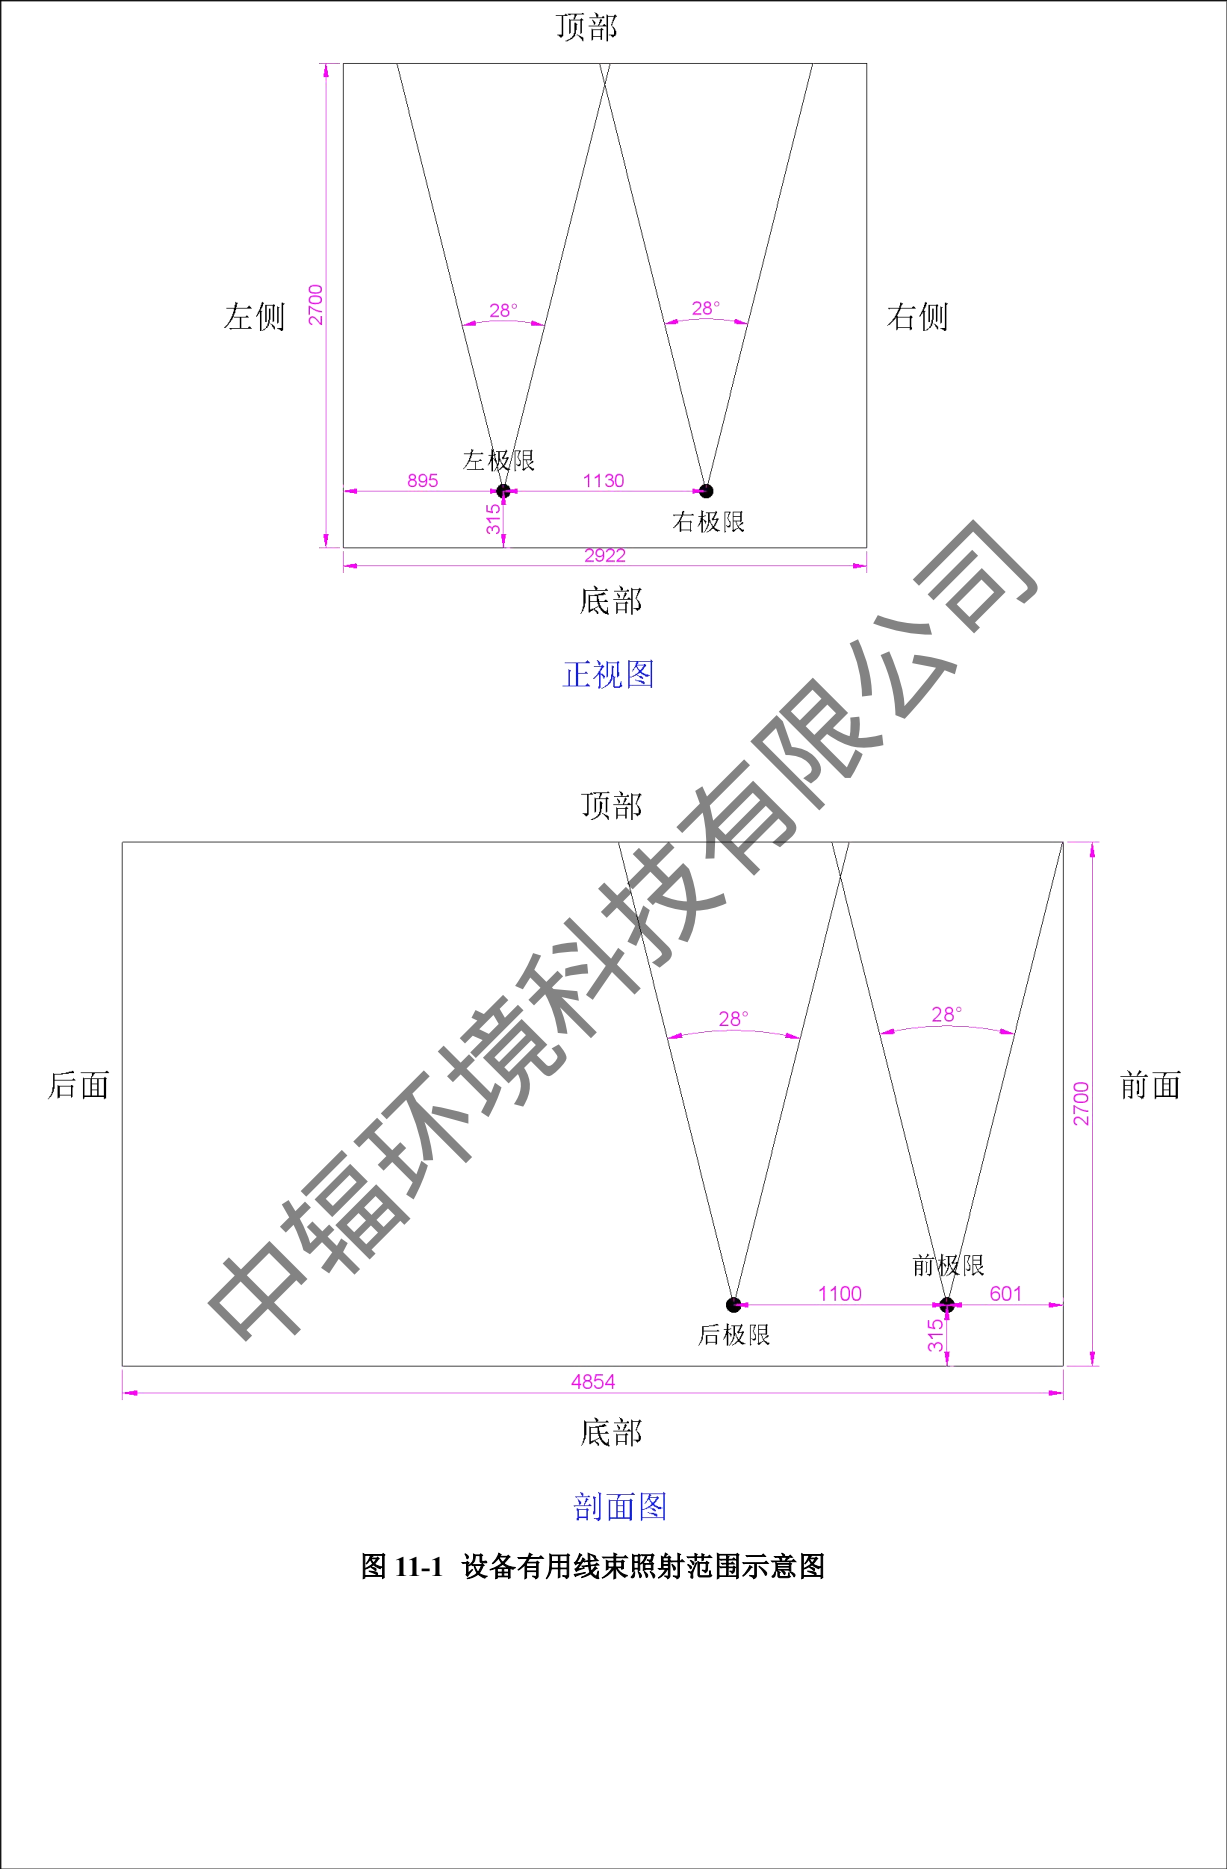 顶部
2700
左侧
28°
28°
右侧
左极限
895
1130
315
右极限
2922
底部
正视图
顶部
后面
28°
28°
前面
2700
前极限
1100
601
后极限
315
4854
底部
剖面图
图 11-1 设备有用线束照射范围示意图
中辐环境科技有限公司